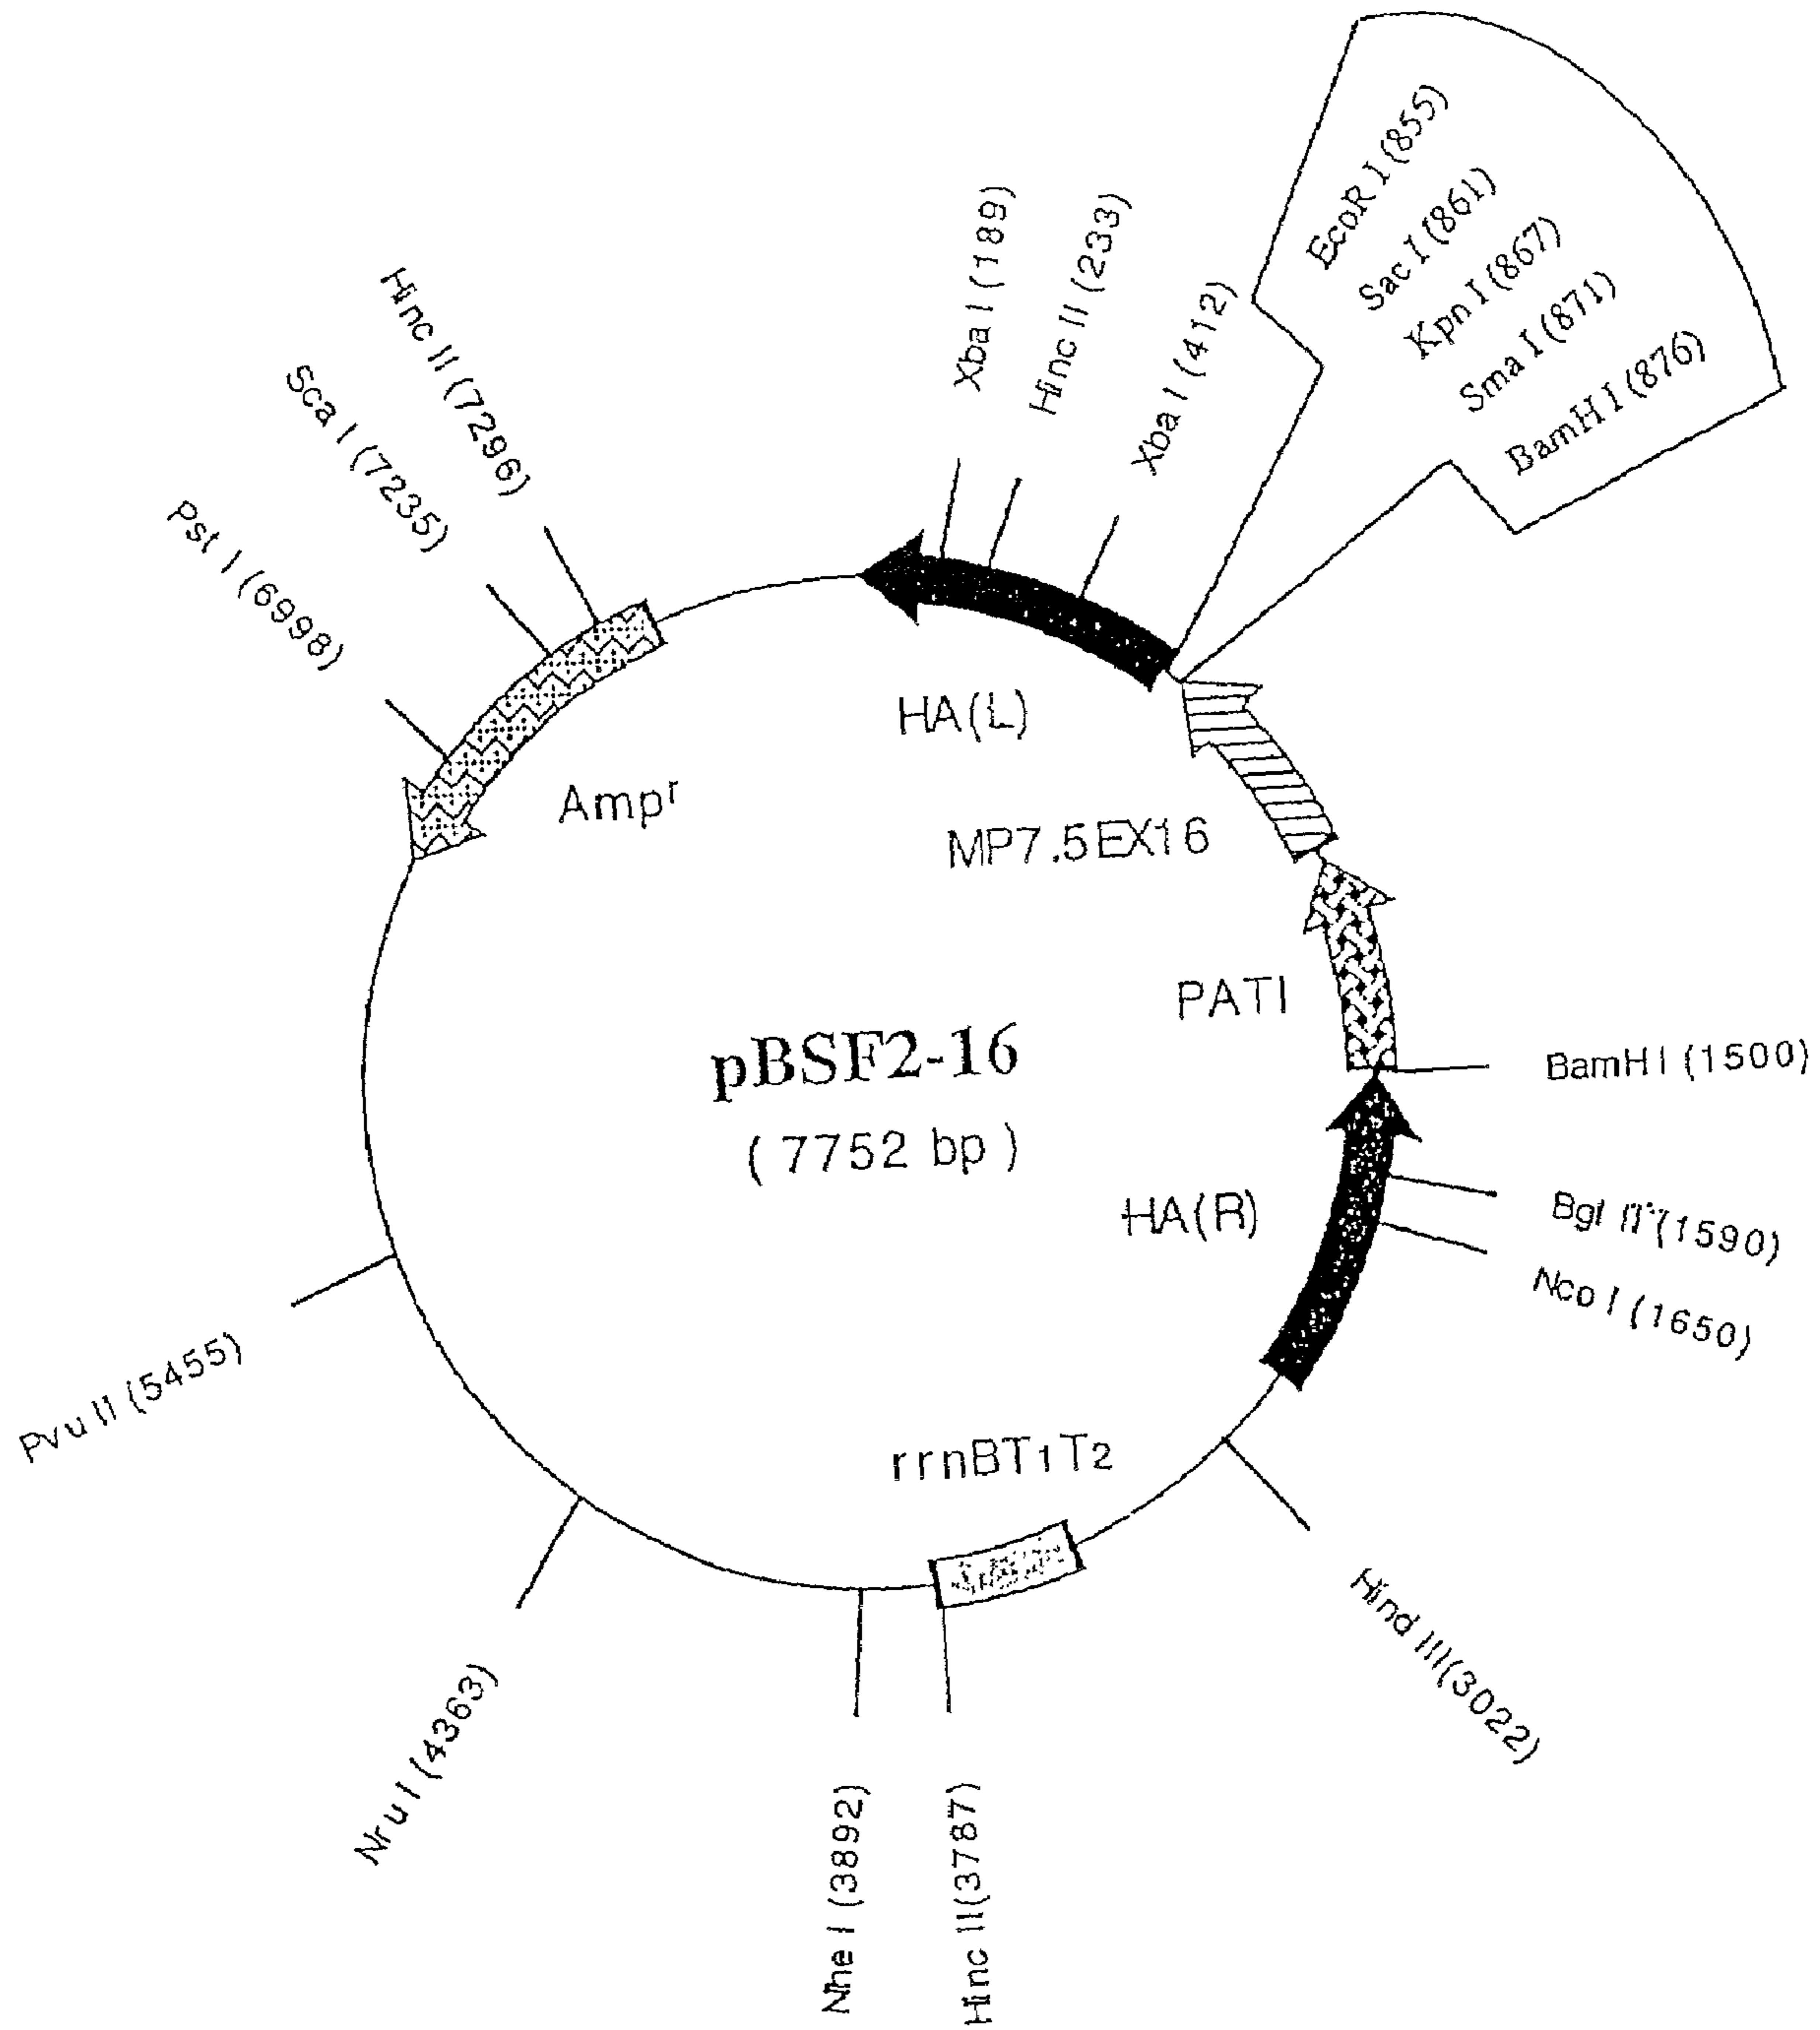 EcoR I (855)
Sac I (861)
Kpn I (867)
Sma I (871)
BamH I (876)
Xba I (189)
Hinc II (233)
Xba I (412)
Hinc II (7296)
Sca I (7235)
Pst I (6998)
HA(L)
Ampr
MP7.5EX16
PATI
pBSF2-16
(7752 bp)
BamH I (1500)
HA(R)
Bgl II (1590)
Nco I (1650)
Pvu II (5455)
rrnBT1T2
Hind III(3022)
Nru I (4363)
Nhe I (3892)
Hinc II(3787)